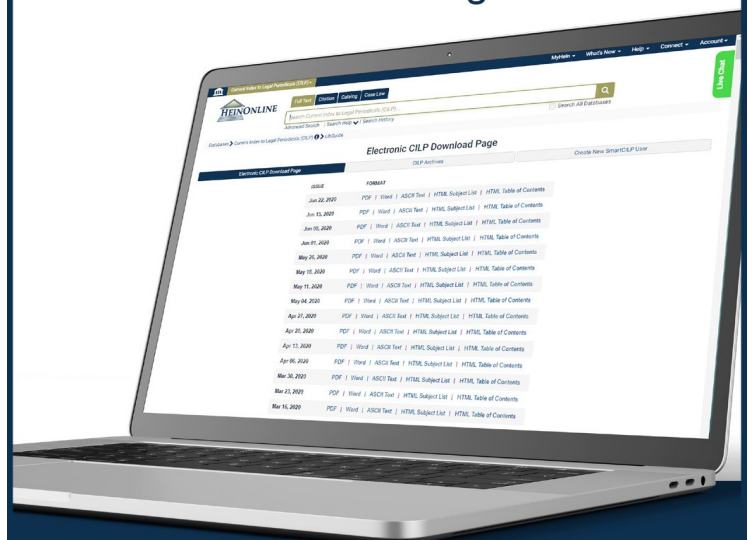 MyHein What's New Help Connect Account
Current Index to Legal Periodicals (CILP)
HEINONLINE
Full Text Citation Catalog Case Law
Search Current Index to Legal Periodicals (CILP)...
Advanced Search | Search Help | Search History
Search All Databases
Live Chat
Databases > Current Index to Legal Periodicals (CILP) > LibGuide
Electronic CILP Download Page
Electronic CILP Download Page CILP Archives Create New SmartCILP User
ISSUE FORMAT
Jun 22, 2020 PDF | Word | ASCII Text | HTML Subject List | HTML Table of Contents
Jun 15, 2020 PDF | Word | ASCII Text | HTML Subject List | HTML Table of Contents
Jun 08, 2020 PDF | Word | ASCII Text | HTML Subject List | HTML Table of Contents
Jun 01, 2020 PDF | Word | ASCII Text | HTML Subject List | HTML Table of Contents
May 25, 2020 PDF | Word | ASCII Text | HTML Subject List | HTML Table of Contents
May 18, 2020 PDF | Word | ASCII Text | HTML Subject List | HTML Table of Contents
May 11, 2020 PDF | Word | ASCII Text | HTML Subject List | HTML Table of Contents
May 04, 2020 PDF | Word | ASCII Text | HTML Subject List | HTML Table of Contents
Apr 27, 2020 PDF | Word | ASCII Text | HTML Subject List | HTML Table of Contents
Apr 20, 2020 PDF | Word | ASCII Text | HTML Subject List | HTML Table of Contents
Apr 13, 2020 PDF | Word | ASCII Text | HTML Subject List | HTML Table of Contents
Apr 06, 2020 PDF | Word | ASCII Text | HTML Subject List | HTML Table of Contents
Mar 30, 2020 PDF | Word | ASCII Text | HTML Subject List | HTML Table of Contents
Mar 23, 2020 PDF | Word | ASCII Text | HTML Subject List | HTML Table of Contents
Mar 16, 2020 PDF | Word | ASCII Text | HTML Subject List | HTML Table of Contents